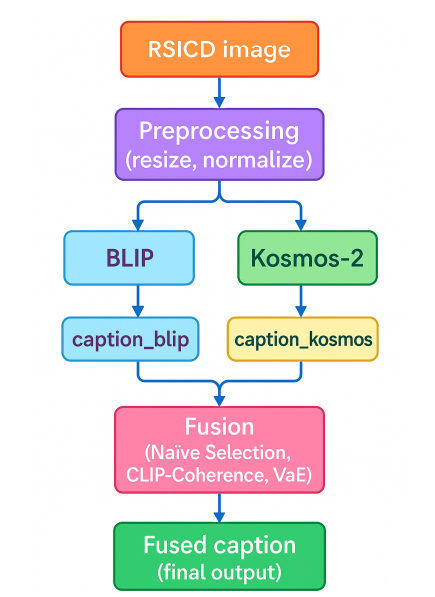 RSICD image
Preprocessing
(resize, normalize)
BLIP
Kosmos-2
caption_blip
caption_kosmos
Fusion
(Naïve Selection,
CLIP-Coherence, VaE)
Fused caption
(final output)